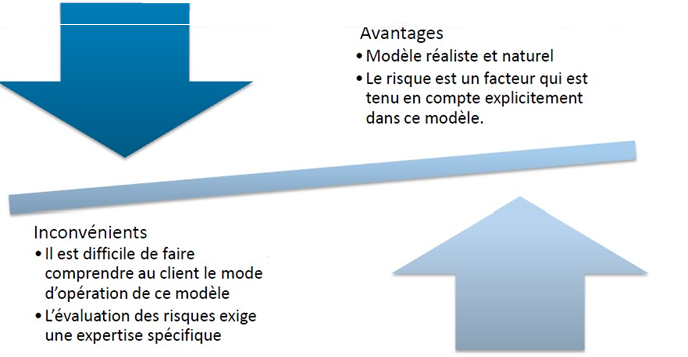 Avantages
• Modèle réaliste et naturel
• Le risque est un facteur qui est
tenu en compte explicitement
dans ce modèle.
Inconvénients
• Il est difficile de faire
comprendre au client le mode
d’opération de ce modèle
• L’évaluation des risques exige
une expertise spécifique